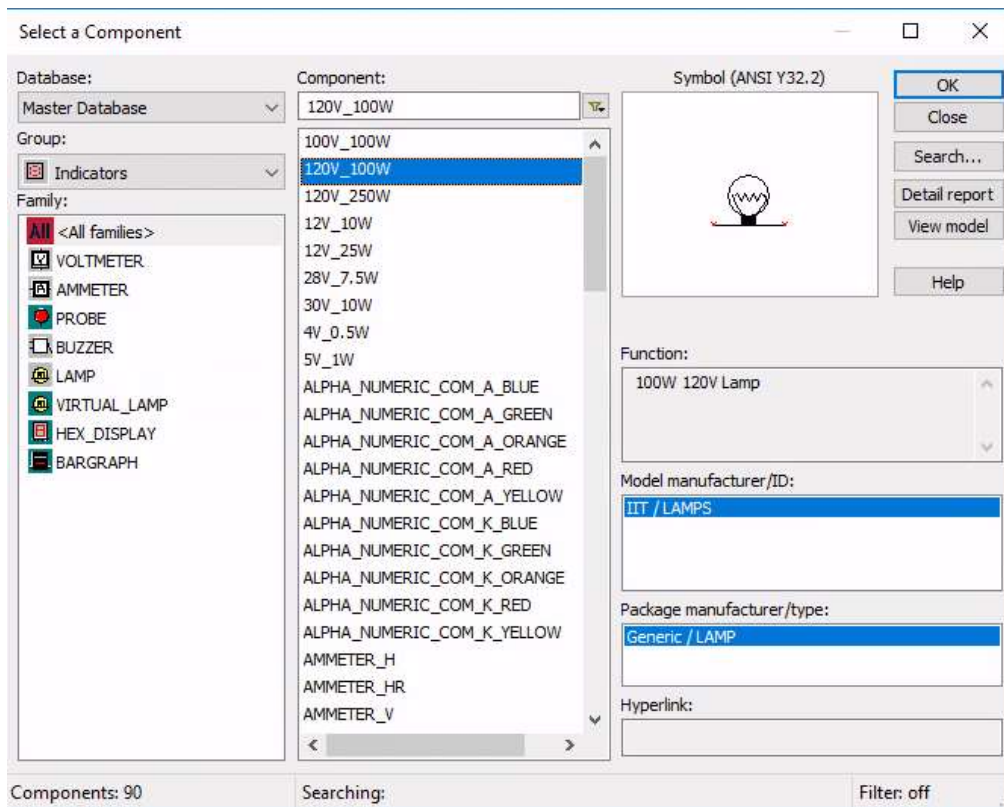 Select a Component
Database:
Master Database
Group:
Indicators
Family:
All <All families>
V VOLTMETER
A AMMETER
PROBE
BUZZER
LAMP
VIRTUAL_LAMP
HEX_DISPLAY
BARGRAPH
Component:
120V_100W
100V_100W
120V_100W
120V_250W
12V_10W
12V_25W
28V_7.5W
30V_10W
4V_0.5W
5V_1W
ALPHA_NUMERIC_COM_A_BLUE
ALPHA_NUMERIC_COM_A_GREEN
ALPHA_NUMERIC_COM_A_ORANGE
ALPHA_NUMERIC_COM_A_RED
ALPHA_NUMERIC_COM_A_YELLOW
ALPHA_NUMERIC_COM_K_BLUE
ALPHA_NUMERIC_COM_K_GREEN
ALPHA_NUMERIC_COM_K_ORANGE
ALPHA_NUMERIC_COM_K_RED
ALPHA_NUMERIC_COM_K_YELLOW
AMMETER_H
AMMETER_HR
AMMETER_V
Symbol (ANSI Y32.2)
OK
Close
Search...
Detail report
View model
Help
Function:
100W 120V Lamp
Model manufacturer/ID:
IIT / LAMPS
Package manufacturer/type:
Generic / LAMP
Hyperlink:
Components: 90
Searching:
Filter: off